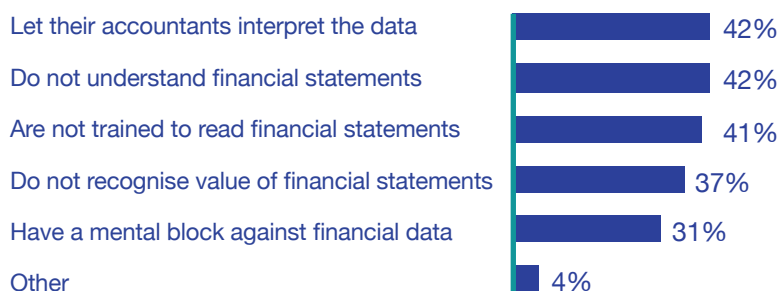 Let their accountants interpret the data 42%
Do not understand financial statements 42%
Are not trained to read financial statements 41%
Do not recognise value of financial statements 37%
Have a mental block against financial data 31%
Other 4%